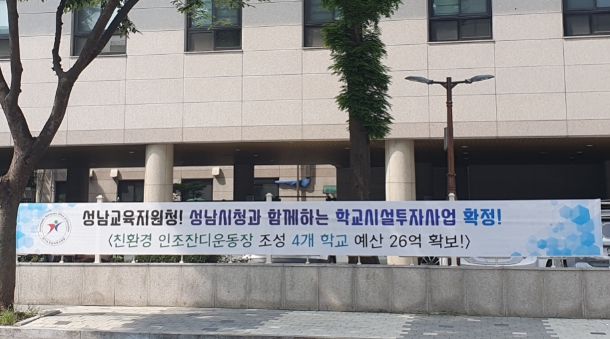 성남교육지원청! 성남시청과 함께하는 학교시설투자사업 확정!
〈친환경 인조잔디운동장 조성 4개 학교 예산 26억 확보!〉